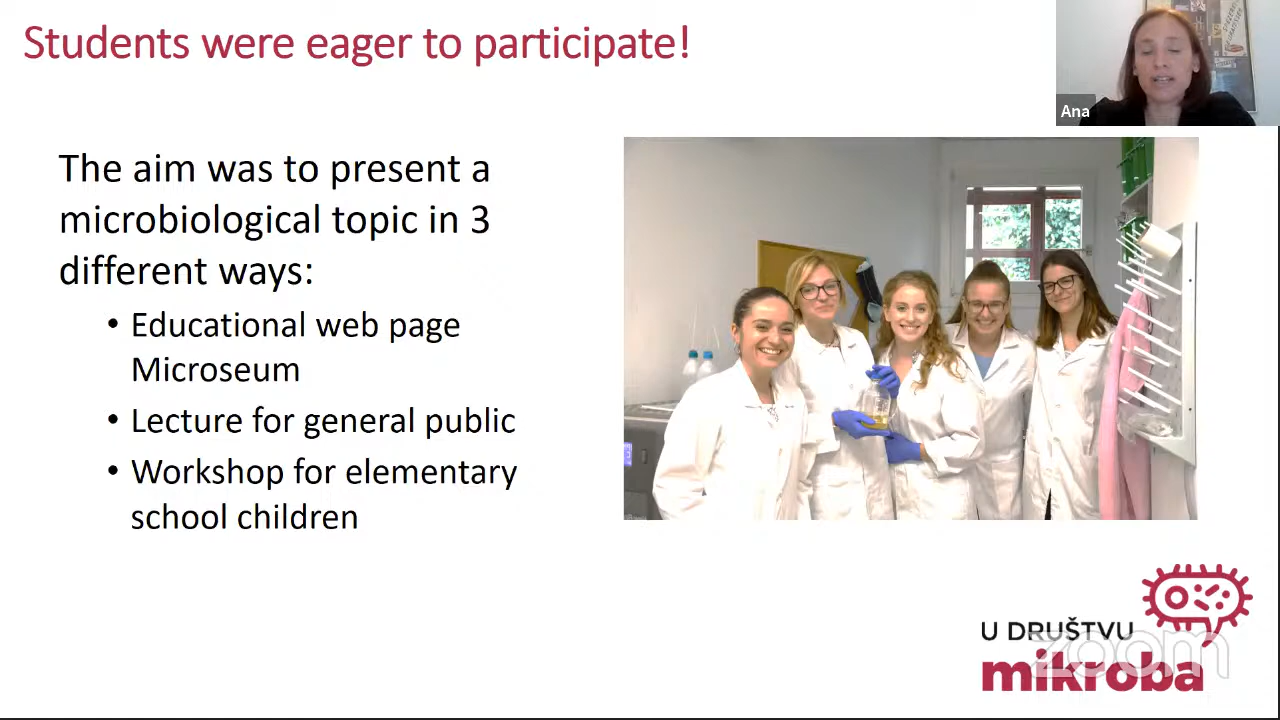 Students were eager to participate!
Ana
The aim was to present a
microbiological topic in 3
different ways:
• Educational web page
Microseum
• Lecture for general public
• Workshop for elementary
school children
U DRUŠTVU
mikroba
zoom